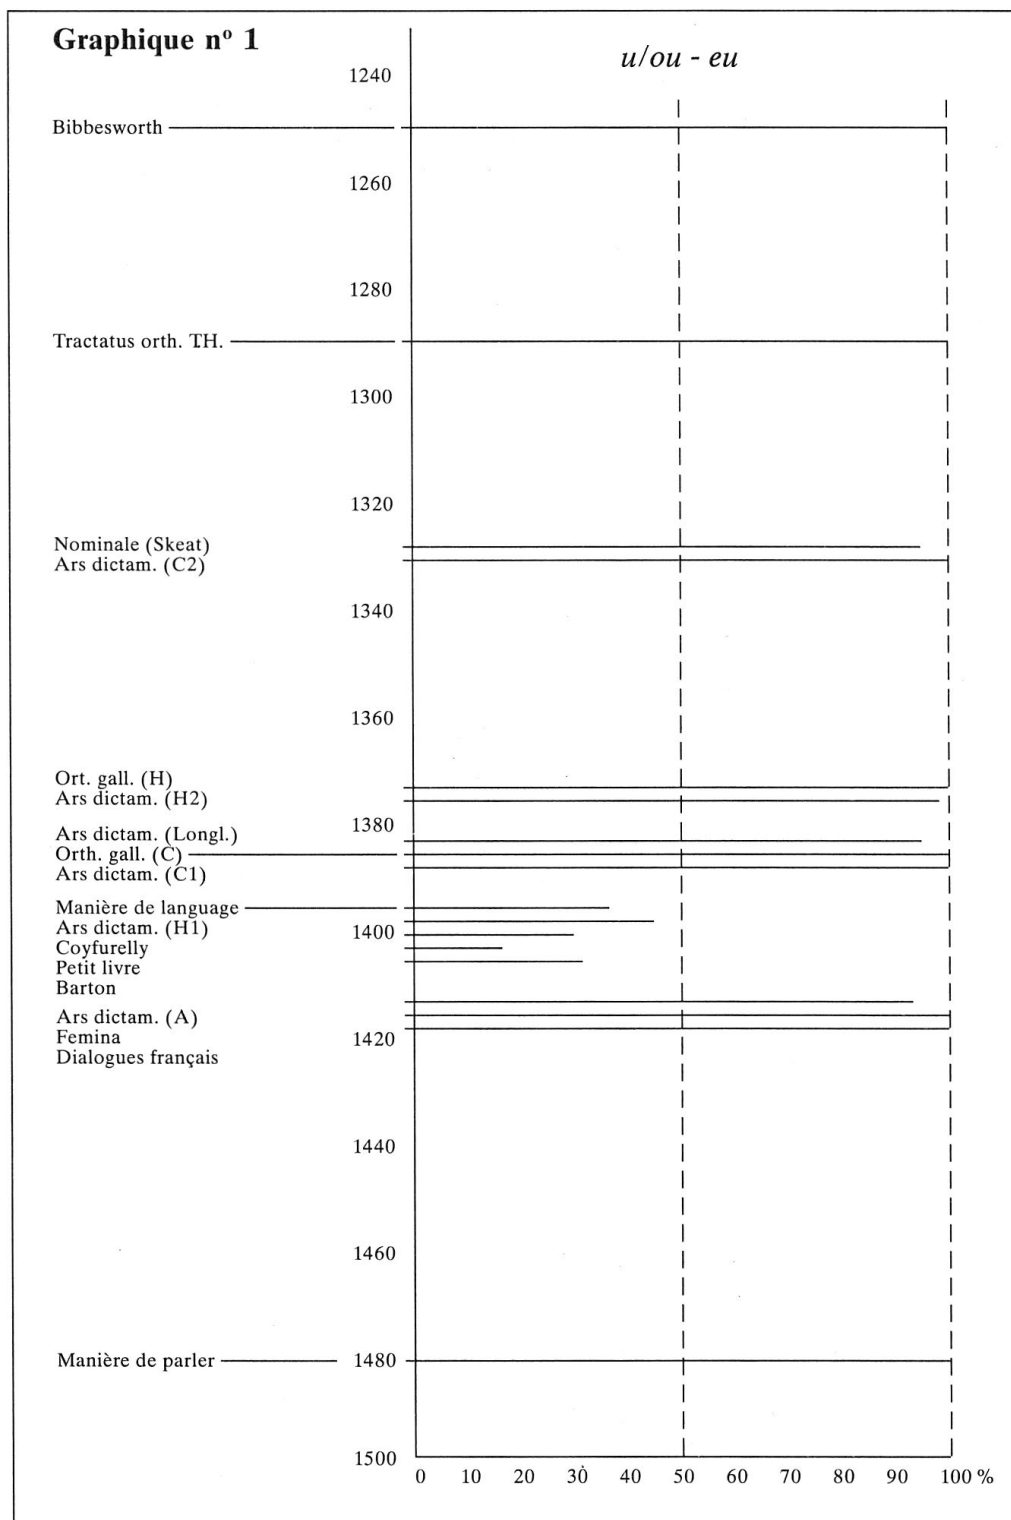 Graphique nº 1
u/ou - eu
1240
Bibbesworth
1260
1280
Tractatus orth. T.H.
1300
1320
Nominale (Skeat)
Ars dictam. (C2)
1340
1360
Ort. gall. (H)
Ars dictam. (H2)
1380
Ars dictam. (Longl.)
Orth. gall. (C)
Ars dictam. (C1)
Manière de language
Ars dictam. (H1)
1400
Coyfurelly
Petit livre
Barton
Ars dictam. (A)
Femina
1420
Dialogues français
1440
1460
Manière de parler
1480
1500
0 10 20 30 40 50 60 70 80 90 100 %